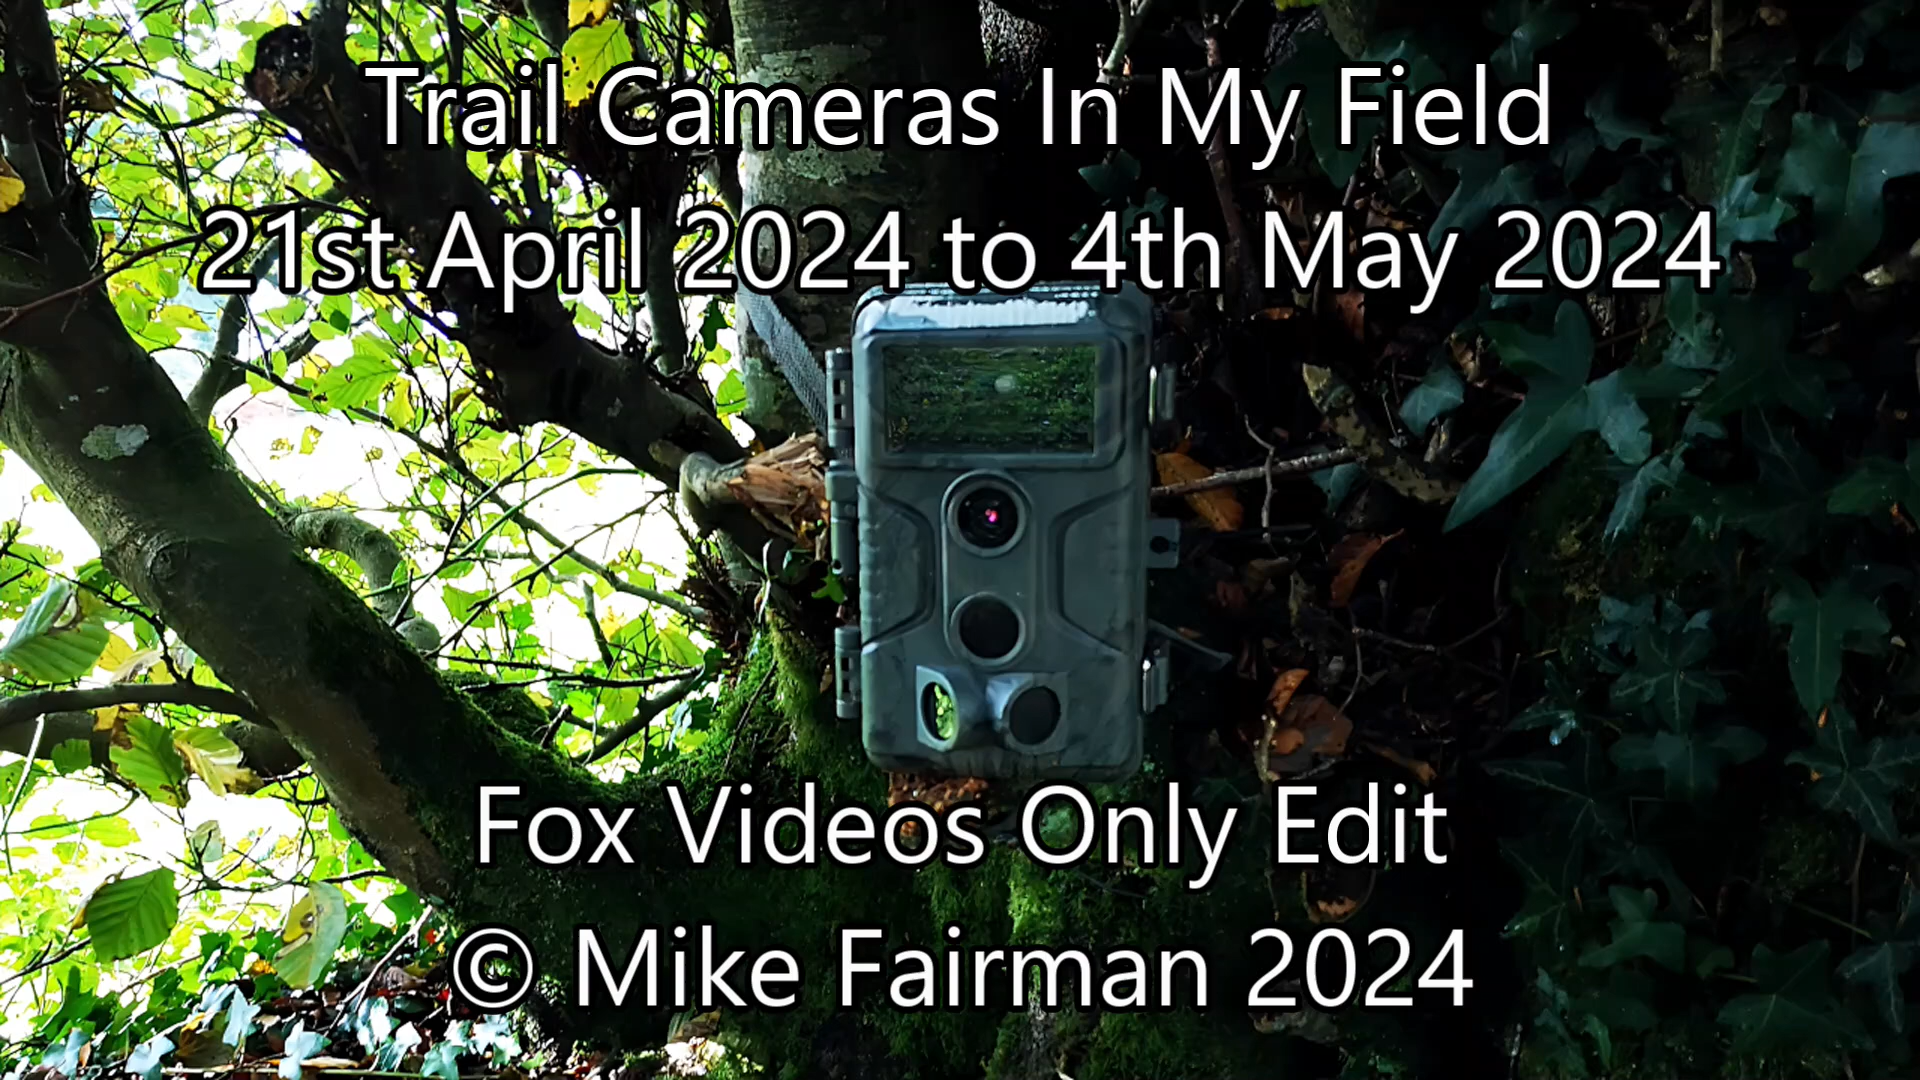 Trail Cameras In My Field
21st April 2024 to 4th May 2024
Fox Videos Only Edit
© Mike Fairman 2024